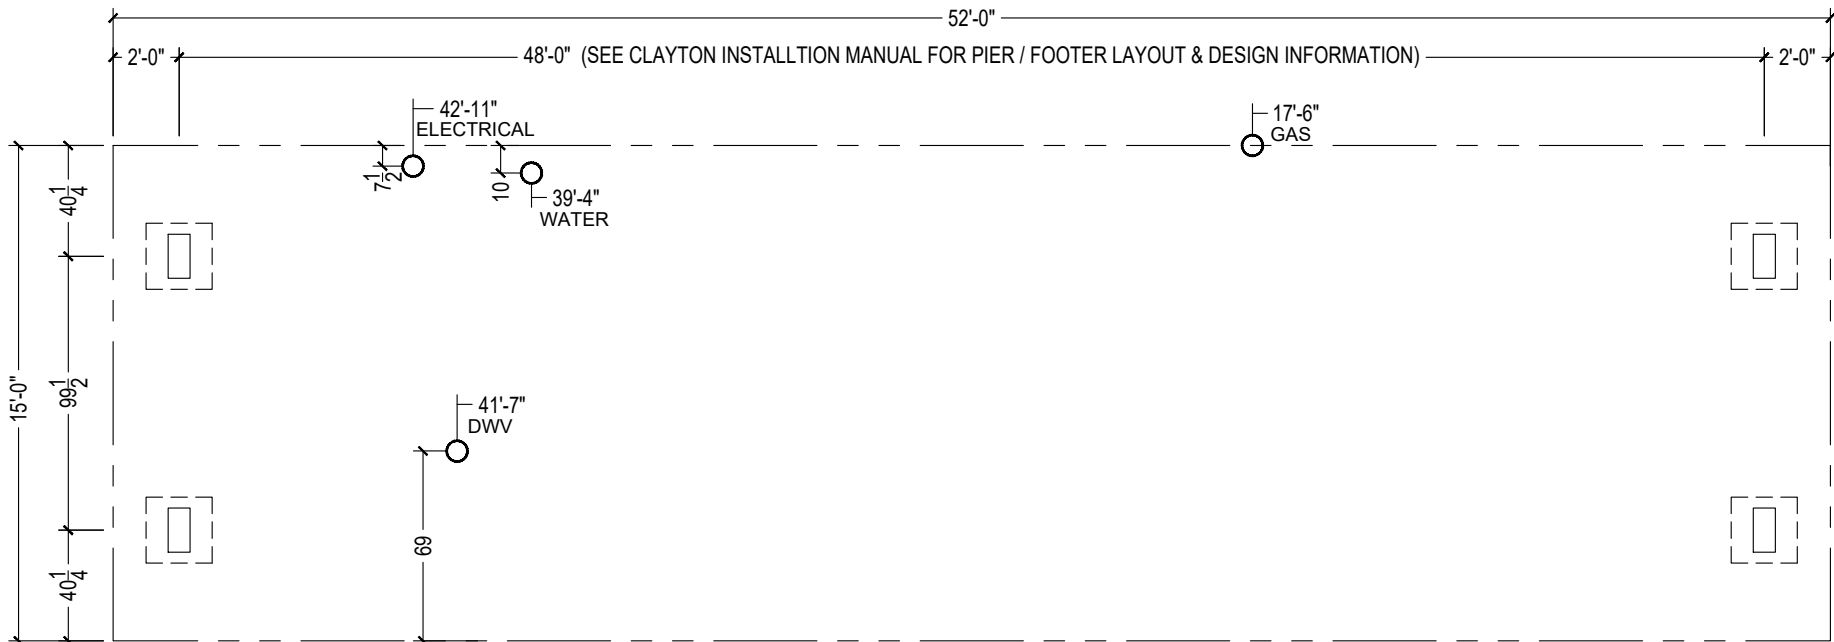 52'-0"
2'-0"
48'-0" (SEE CLAYTON INSTALLTION MANUAL FOR PIER / FOOTER LAYOUT & DESIGN INFORMATION)
2'-0"
42'-11"
ELECTRICAL
17'-6"
GAS
7 1/2
10
39'-4"
WATER
40 1/4
99 1/2
15'-0"
41'-7"
DWV
69
40 1/4